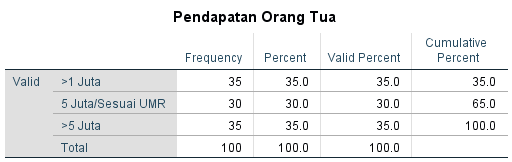 Pendapatan Orang Tua
Frequency Percent Valid Percent Cumulative Percent
Valid >1 Juta 35 35.0 35.0 35.0
5 Juta/Sesuai UMR 30 30.0 30.0 65.0
>5 Juta 35 35.0 35.0 100.0
Total 100 100.0 100.0